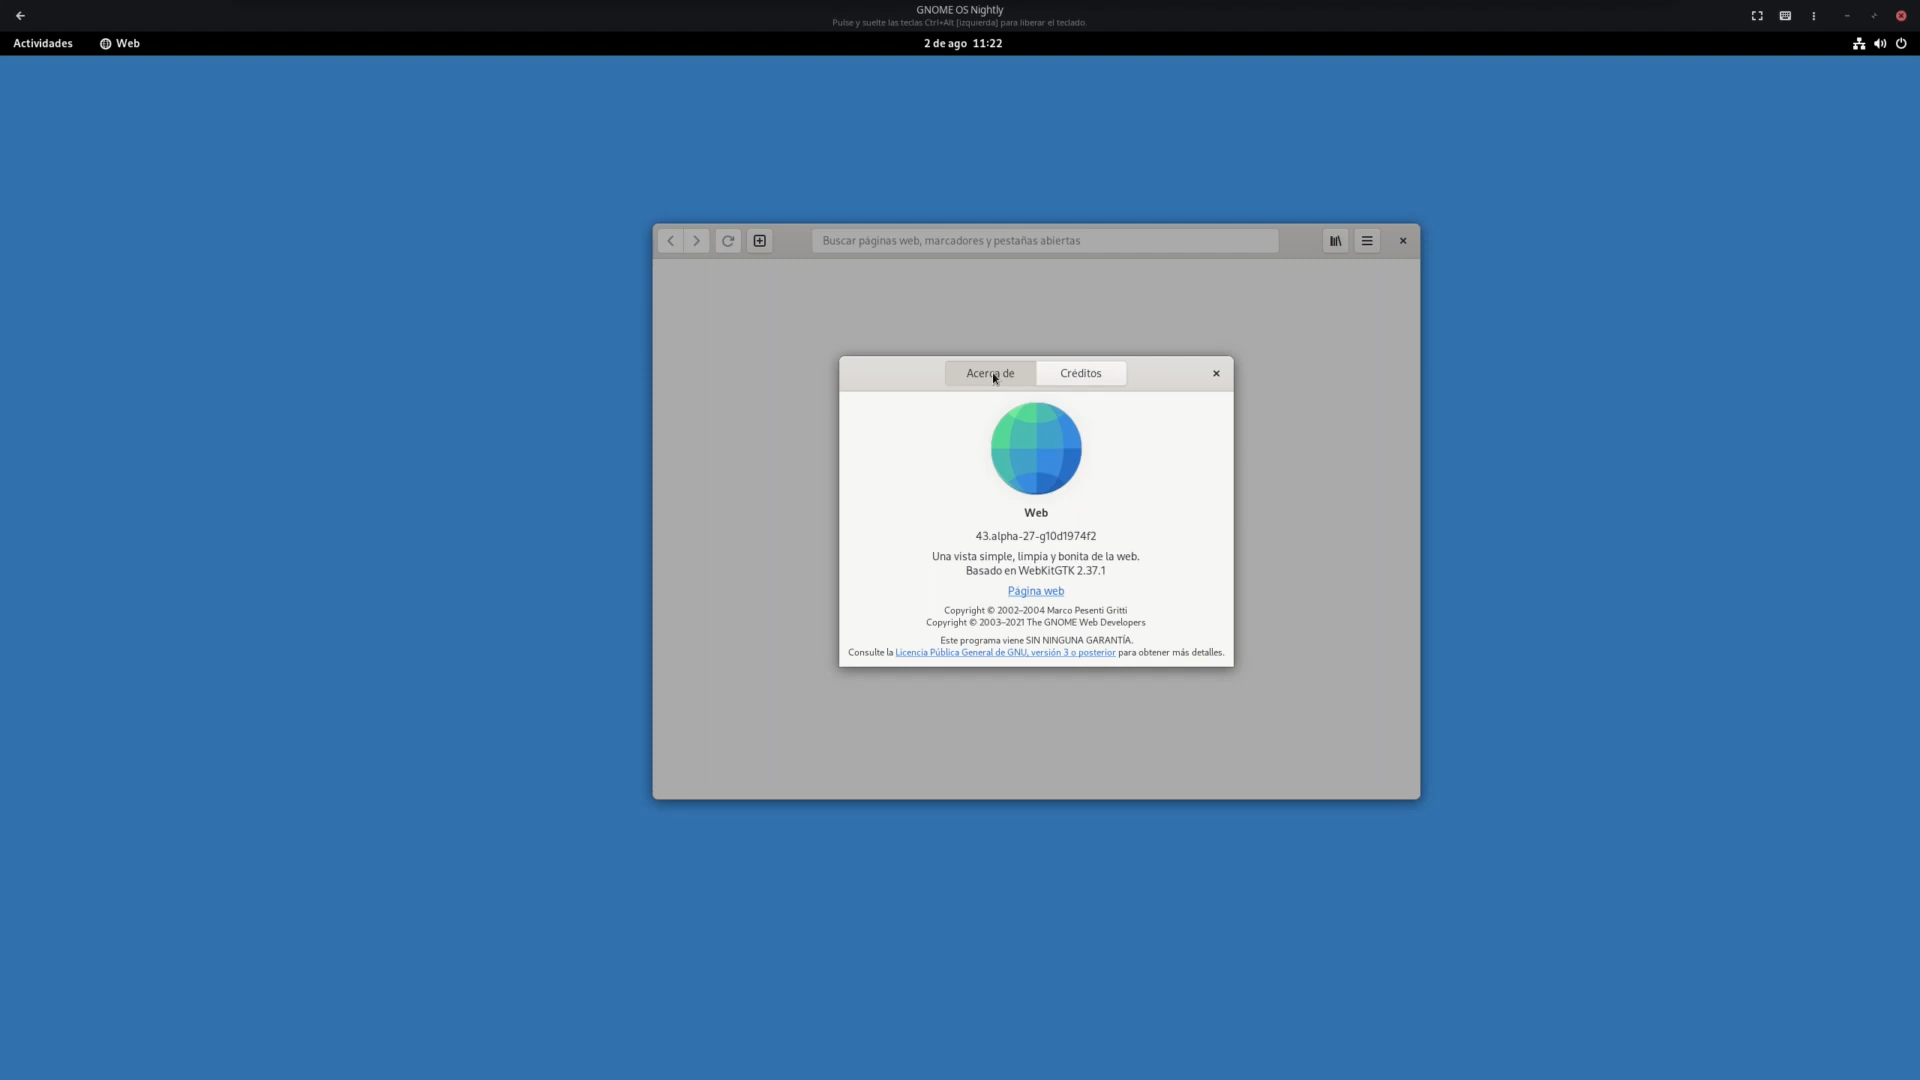 GNOME OS Nightly
Pulse y suelte las teclas Ctrl+Alt [izquierda] para liberar el teclado.
Actividades
Web
2 de ago 11:22
Buscar páginas web, marcadores y pestañas abiertas
Acerca de
Créditos
Web
43.alpha-27-g10d1974f2
Una vista simple, limpia y bonita de la web.
Basado en WebKitGTK 2.37.1
Página web
Copyright © 2002–2004 Marco Pesenti Gritti
Copyright © 2003–2021 The GNOME Web Developers
Este programa viene SIN NINGUNA GARANTÍA.
Consulte la Licencia Pública General de GNU, versión 3 o posterior para obtener más detalles.